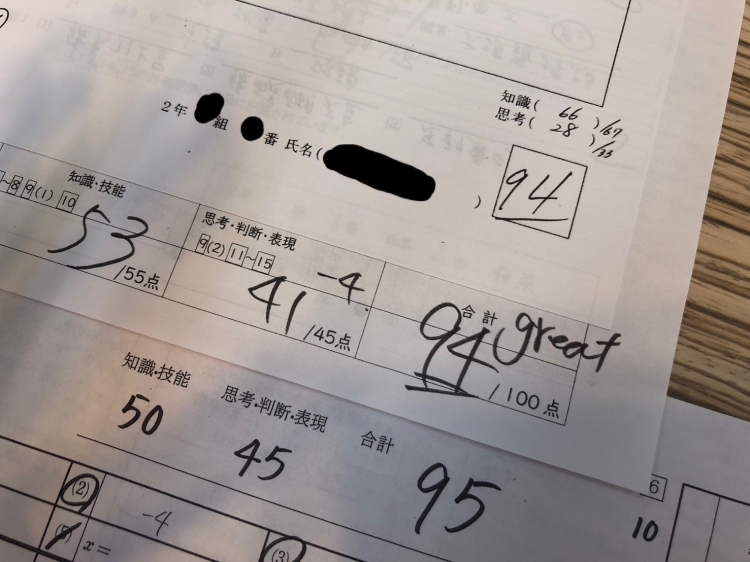 知識( 66 )/67
思考( 28 )/33
2年 組 番 氏名( )
94
知識・技能
~8 9(1) 10
53
/55点
思考・判断・表現
9(2) 11~15
-4
41
/45点
合計
94 great
/100点
知識・技能
50
思考・判断・表現
45
合計
95
(2)
-4
x=
(3)
6
10